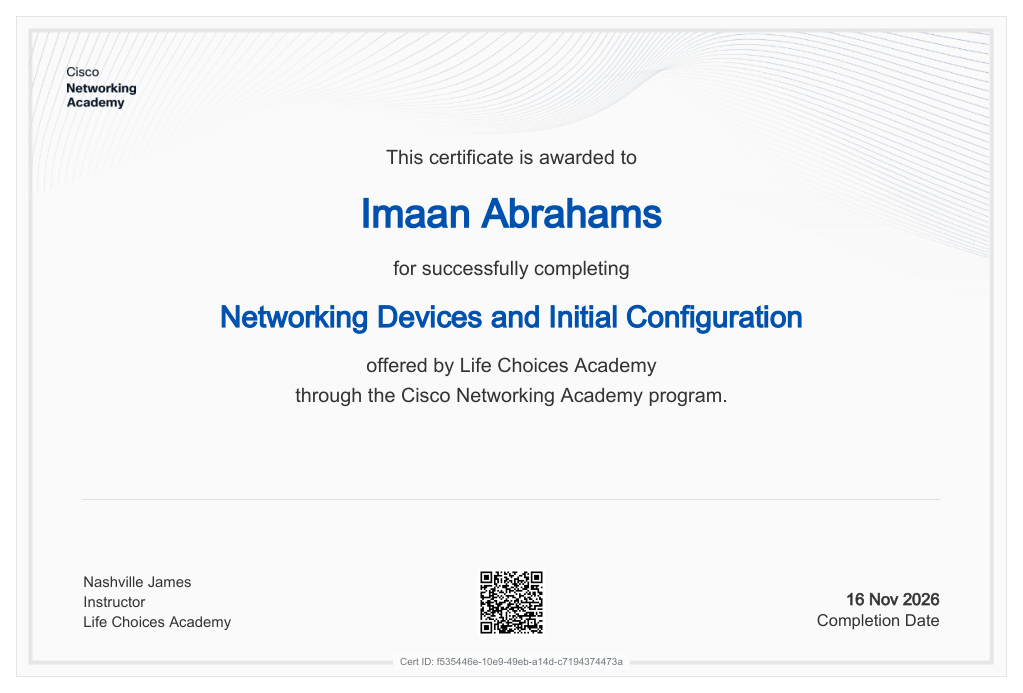 Cisco
Networking
Academy
This certificate is awarded to
Imaan Abrahams
for successfully completing
Networking Devices and Initial Configuration
offered by Life Choices Academy
through the Cisco Networking Academy program.
Nashville James
Instructor
Life Choices Academy
16 Nov 2026
Completion Date
Cert ID: f535446e-10e9-49eb-a14d-c7194374473a